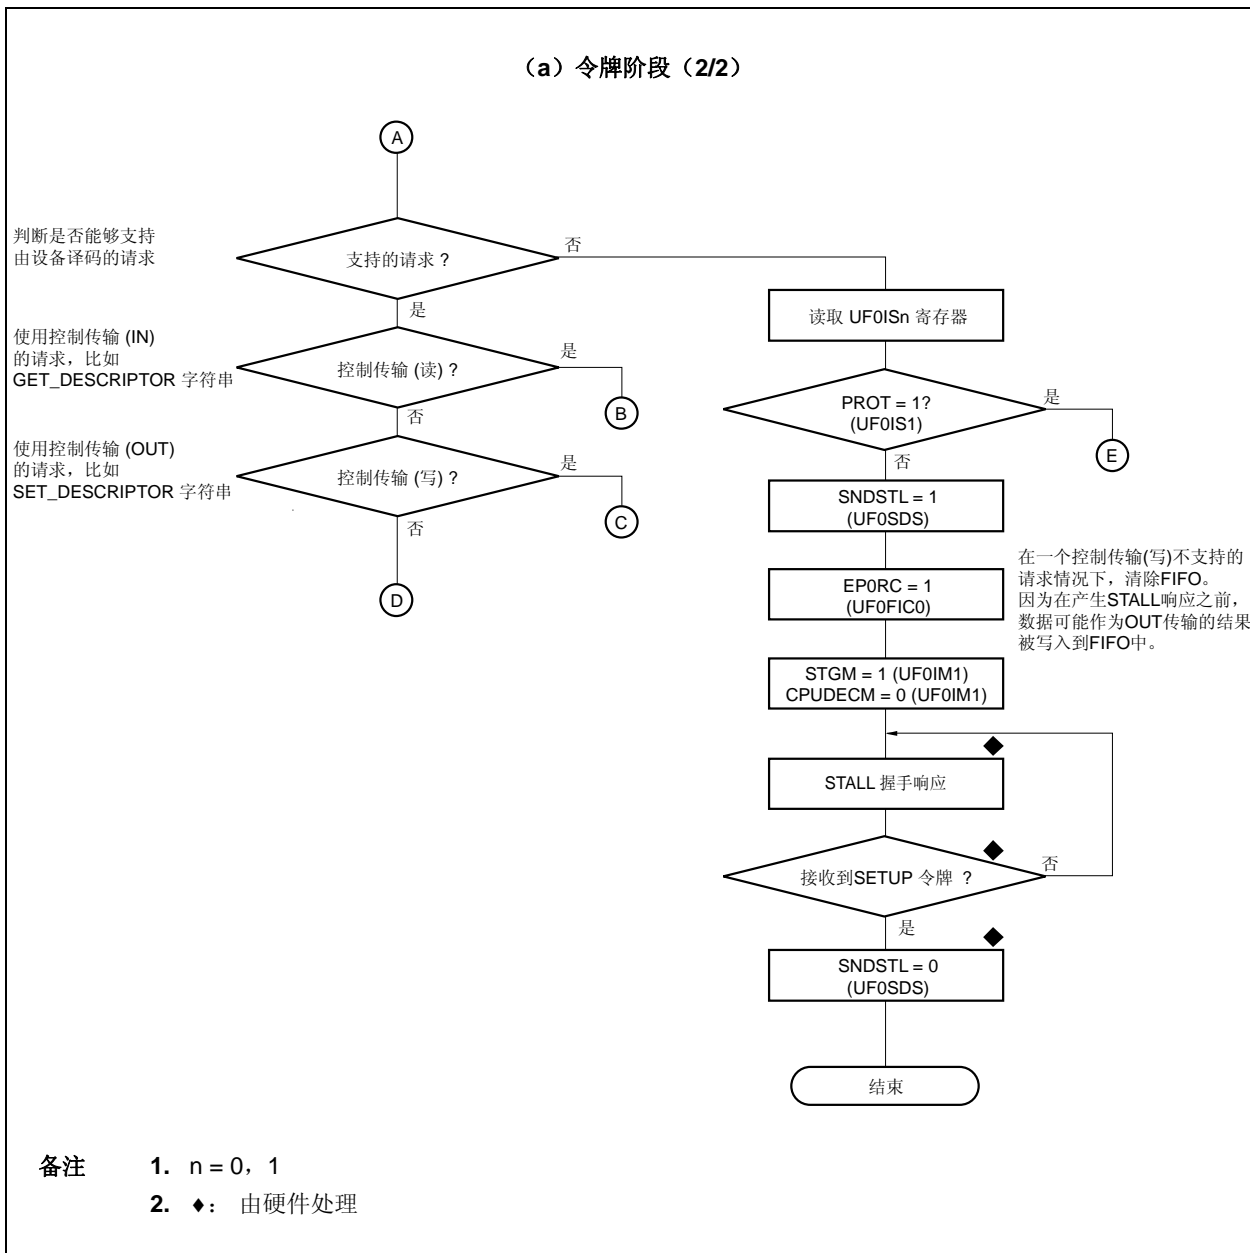 （a）令牌阶段（2/2）
A
判断是否能够支持
由设备译码的请求
支持的请求 ?
否
是
使用控制传输 (IN)
的请求，比如
GET_DESCRIPTOR 字符串
控制传输 (读) ?
是
B
否
使用控制传输 (OUT)
的请求，比如
SET_DESCRIPTOR 字符串
控制传输 (写) ?
是
C
否
D
读取 UF0ISn 寄存器
PROT = 1?
(UF0IS1)
是
E
否
SNDSTL = 1
(UF0SDS)
EP0RC = 1
(UF0FIC0)
在一个控制传输(写)不支持的
请求情况下，清除FIFO。
因为在产生STALL响应之前，
数据可能作为OUT传输的结果
被写入到FIFO中。
STGM = 1 (UF0IM1)
CPUDECM = 0 (UF0IM1)
◆
STALL 握手响应
◆
接收到SETUP 令牌 ?
否
是
◆
SNDSTL = 0
(UF0SDS)
结束
备注 1. n = 0，1
2. ♦： 由硬件处理